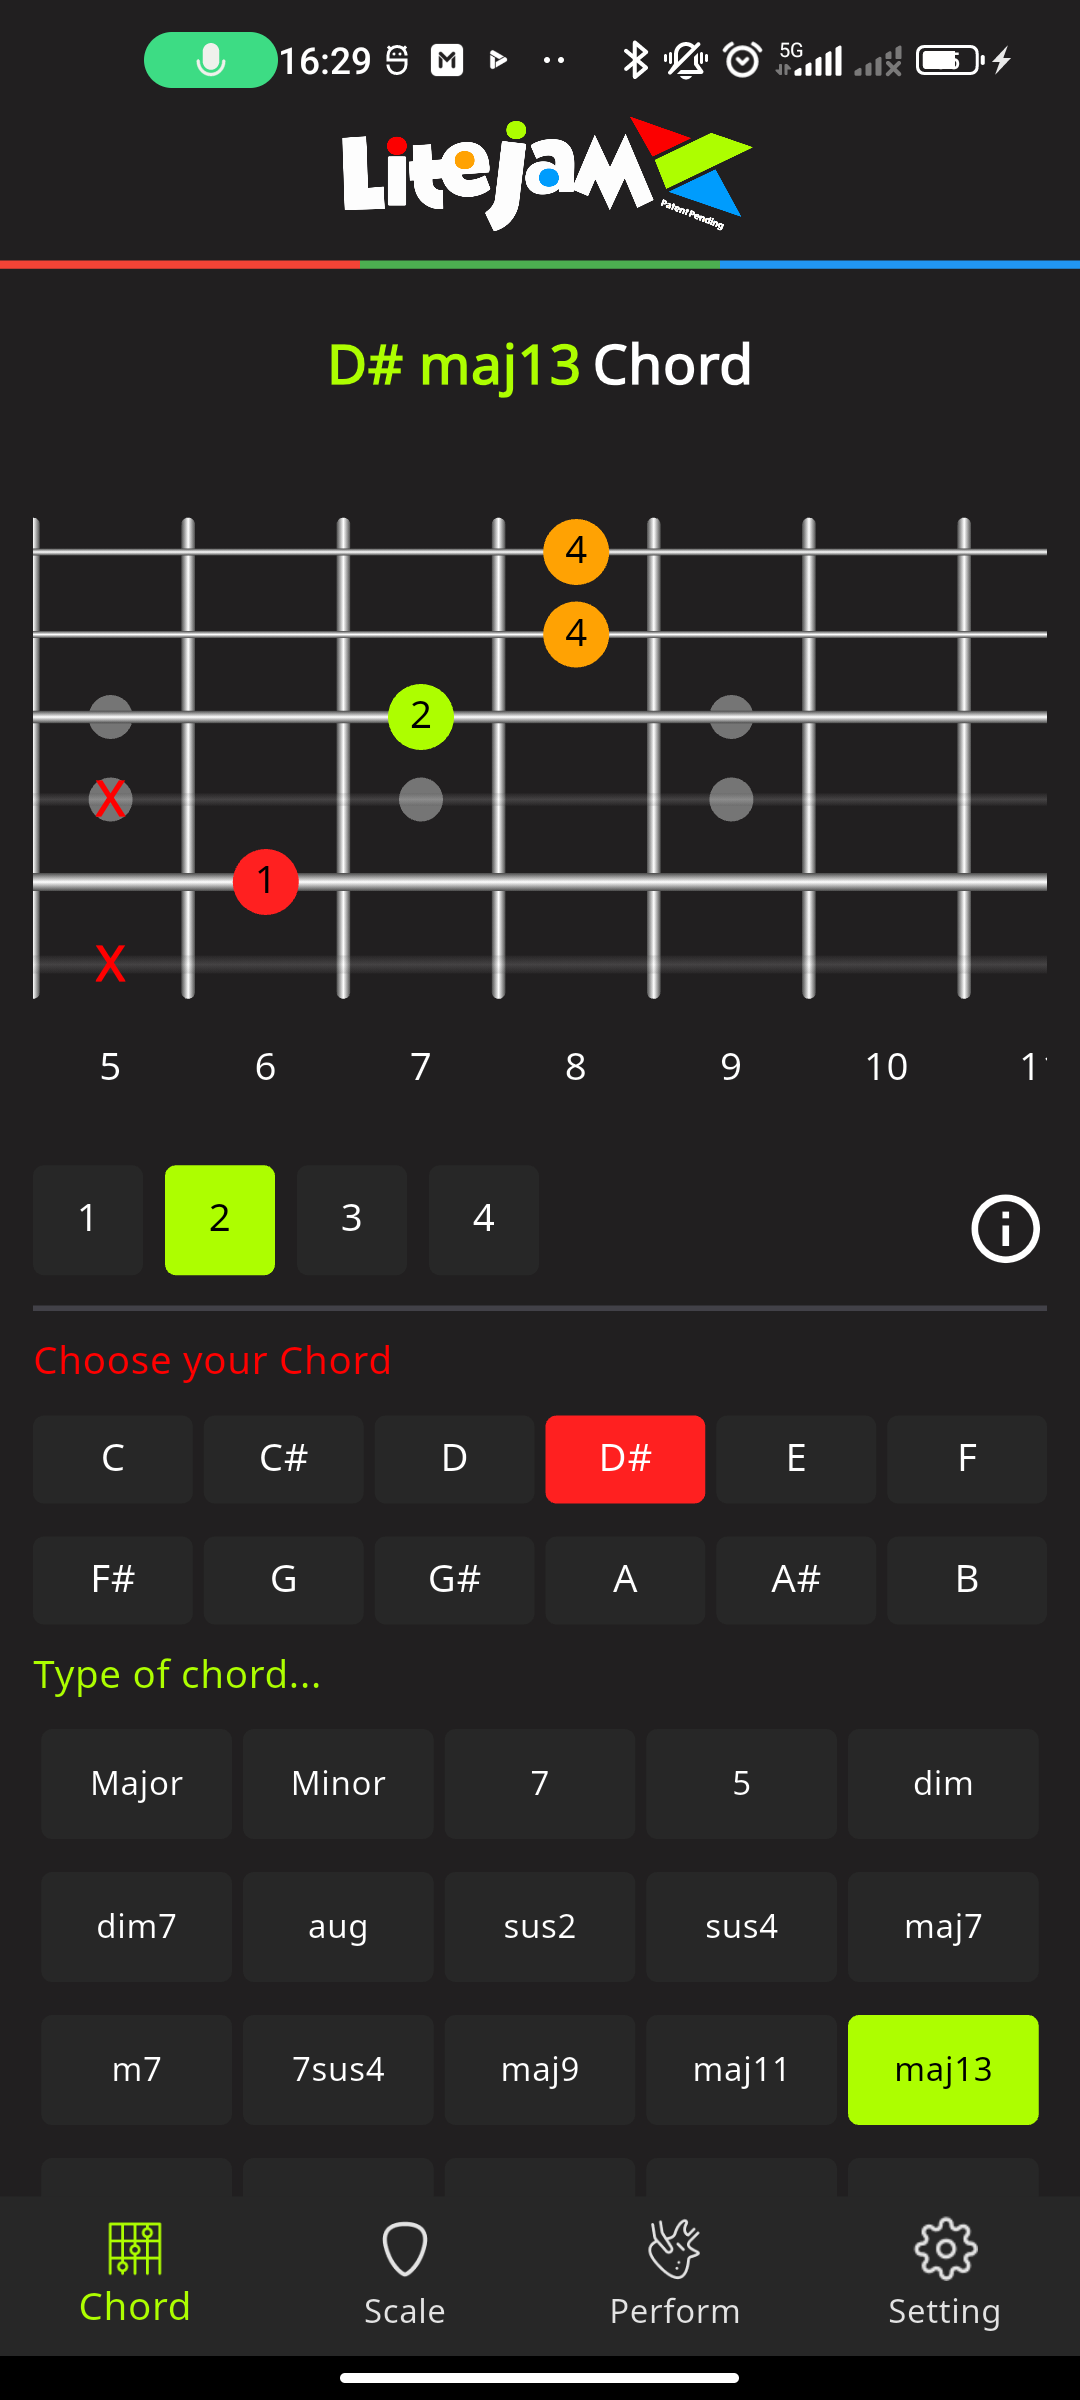 16:29
5G
LitejaM
Patent Pending
D# maj13 Chord
4
4
2
X
1
X
5 6 7 8 9 10
1 2 3 4
Choose your Chord
C C# D D# E F
F# G G# A A# B
Type of chord...
Major Minor 7 5 dim
dim7 aug sus2 sus4 maj7
m7 7sus4 maj9 maj11 maj13
Chord Scale Perform Setting